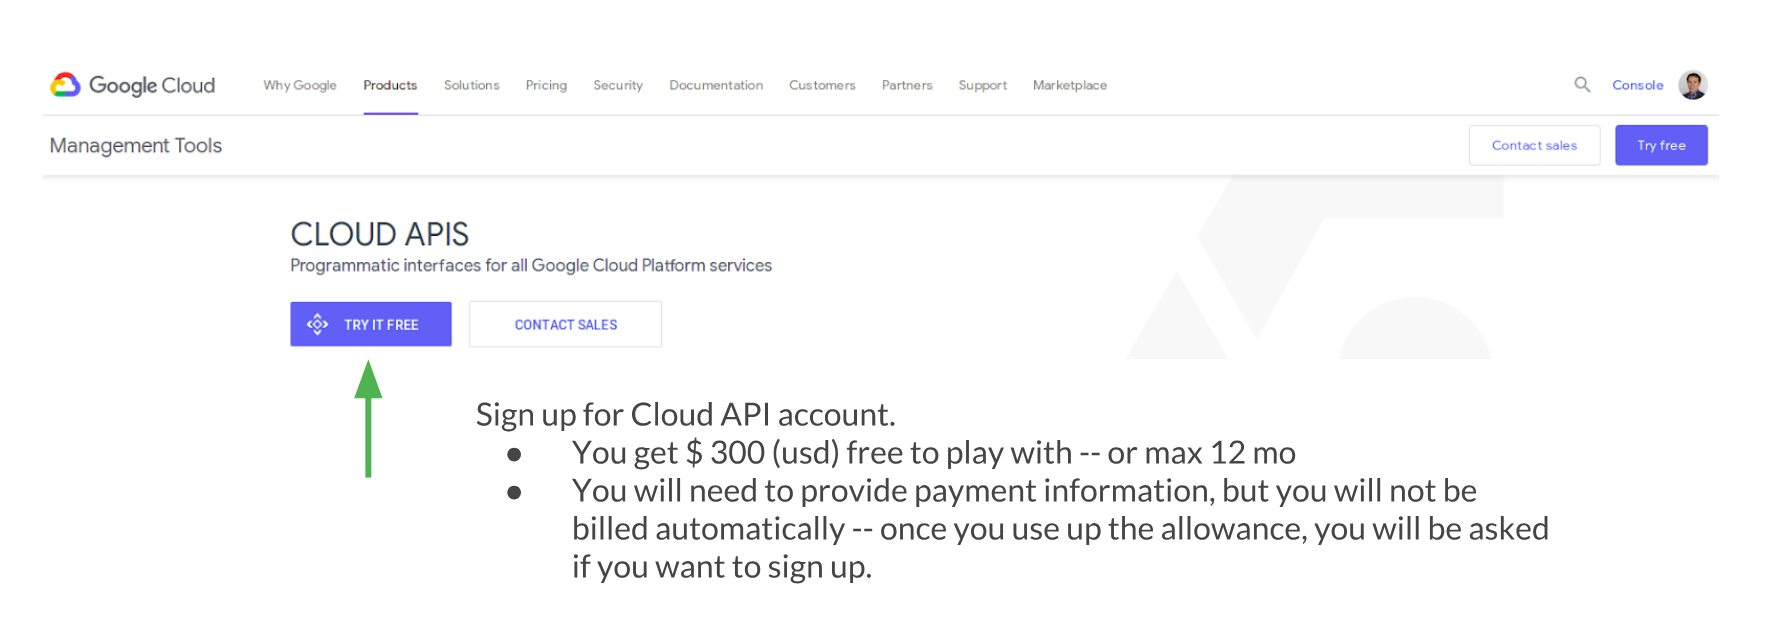 Google Cloud Why Google Products Solutions Pricing Security Documentation Customers Partners Support Marketplace Console
Management Tools Contact sales Try free
CLOUD APIS
Programmatic interfaces for all Google Cloud Platform services
TRY IT FREE CONTACT SALES
Sign up for Cloud API account.
● You get $ 300 (usd) free to play with -- or max 12 mo
● You will need to provide payment information, but you will not be
billed automatically -- once you use up the allowance, you will be asked
if you want to sign up.